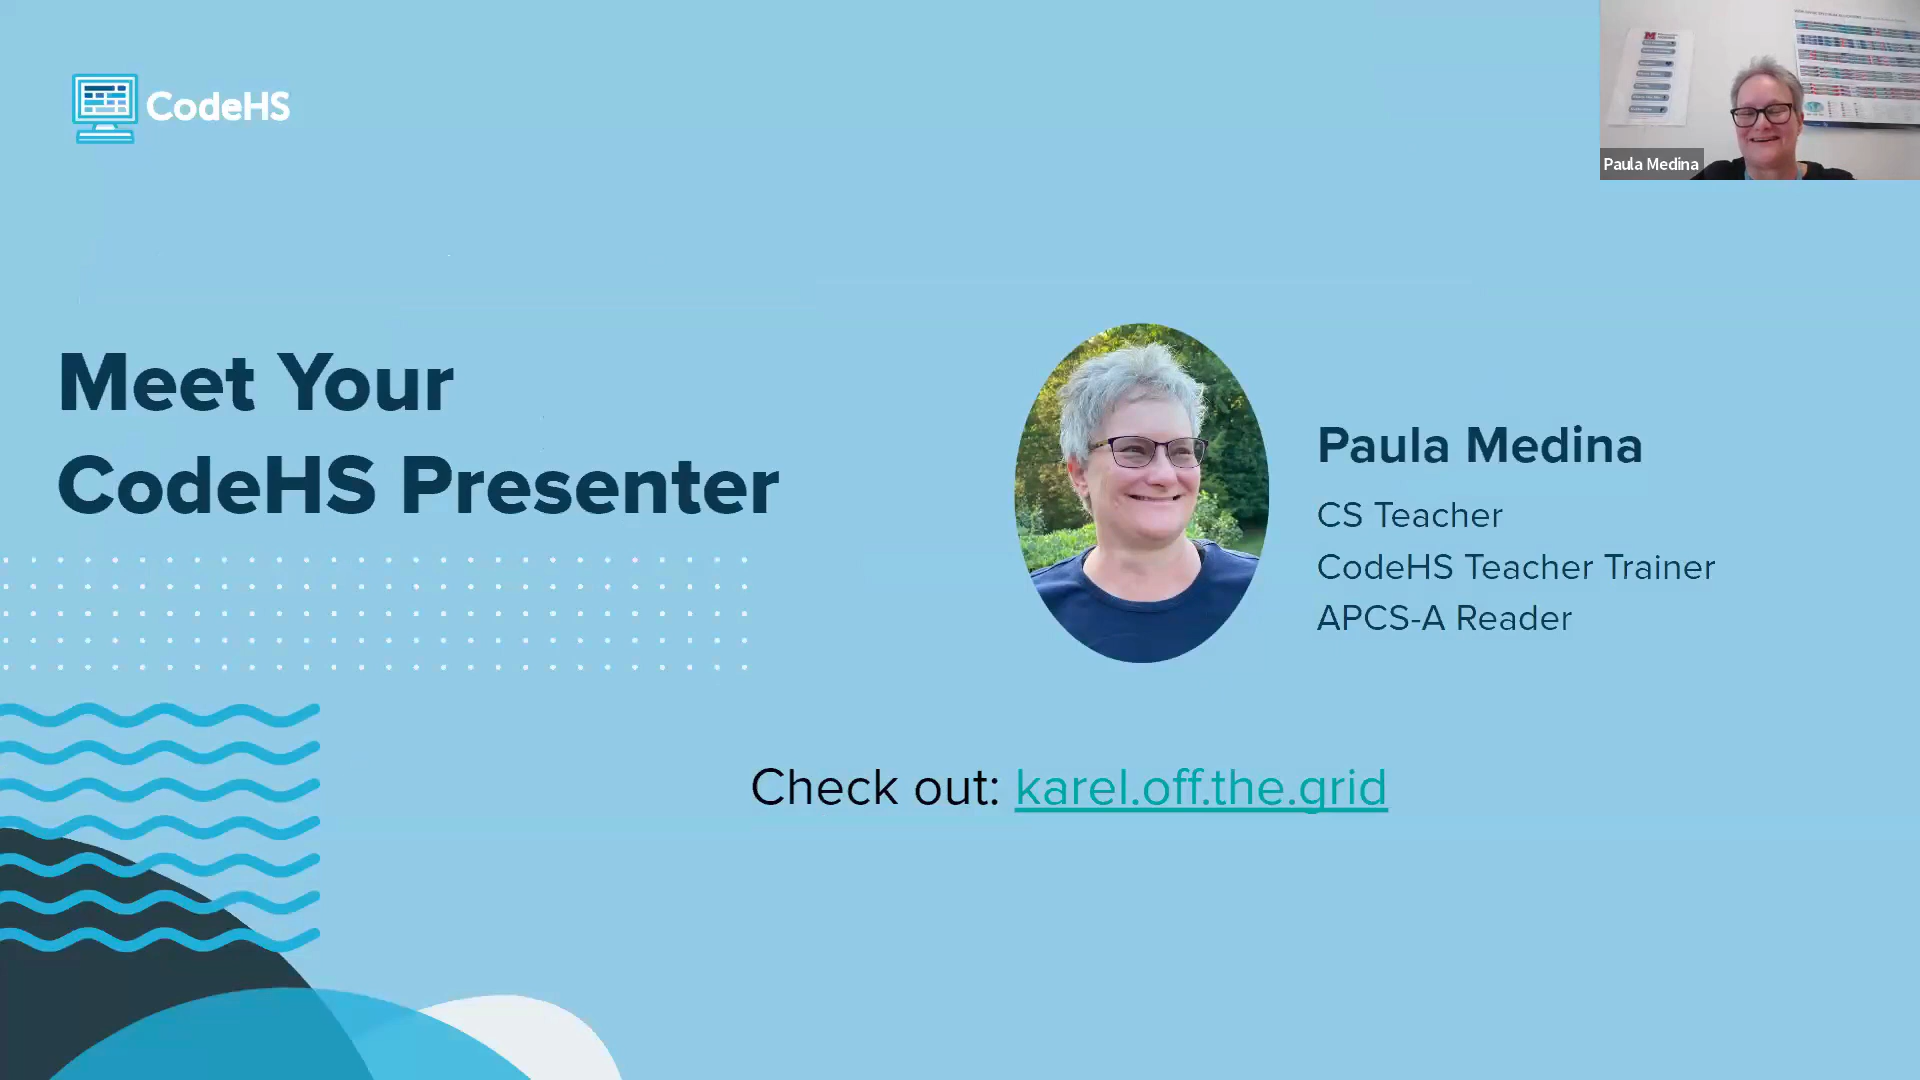 CodeHS
Paula Medina
Meet Your
CodeHS Presenter
Paula Medina
CS Teacher
CodeHS Teacher Trainer
APCS-A Reader
Check out: karel.off.the.grid